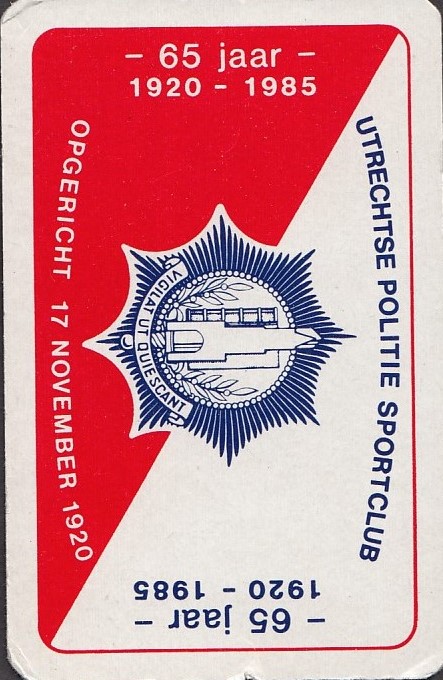 - 65 jaar -
1920 - 1985
OPGERICHT 17 NOVEMBER 1920
UTRECHTSE POLITIE SPORTCLUB
VIGILAT UT QUIESCANT
- 65 jaar -
1920 - 1985